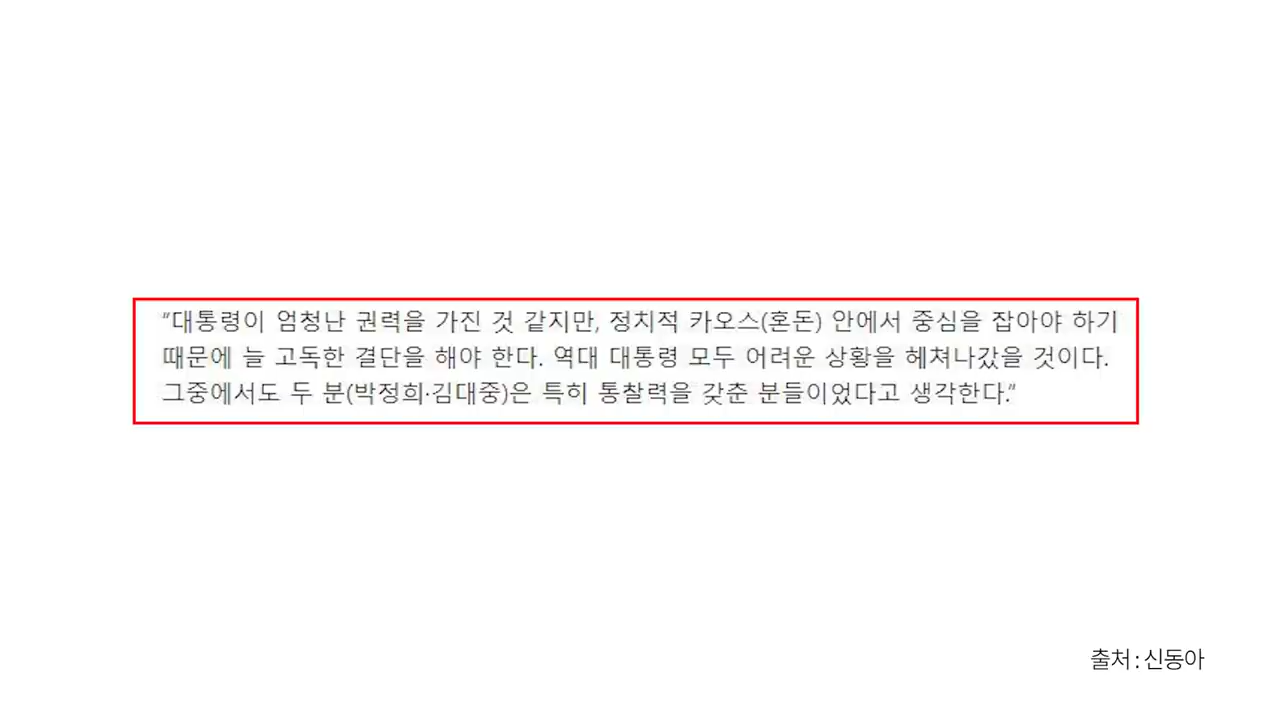 “대통령이 엄청난 권력을 가진 것 같지만, 정치적 카오스(혼돈) 안에서 중심을 잡아야 하기
때문에 늘 고독한 결단을 해야 한다. 역대 대통령 모두 어려운 상황을 헤쳐나갔을 것이다.
그중에서도 두 분(박정희·김대중)은 특히 통찰력을 갖춘 분들이었다고 생각한다.”
출처 : 신동아